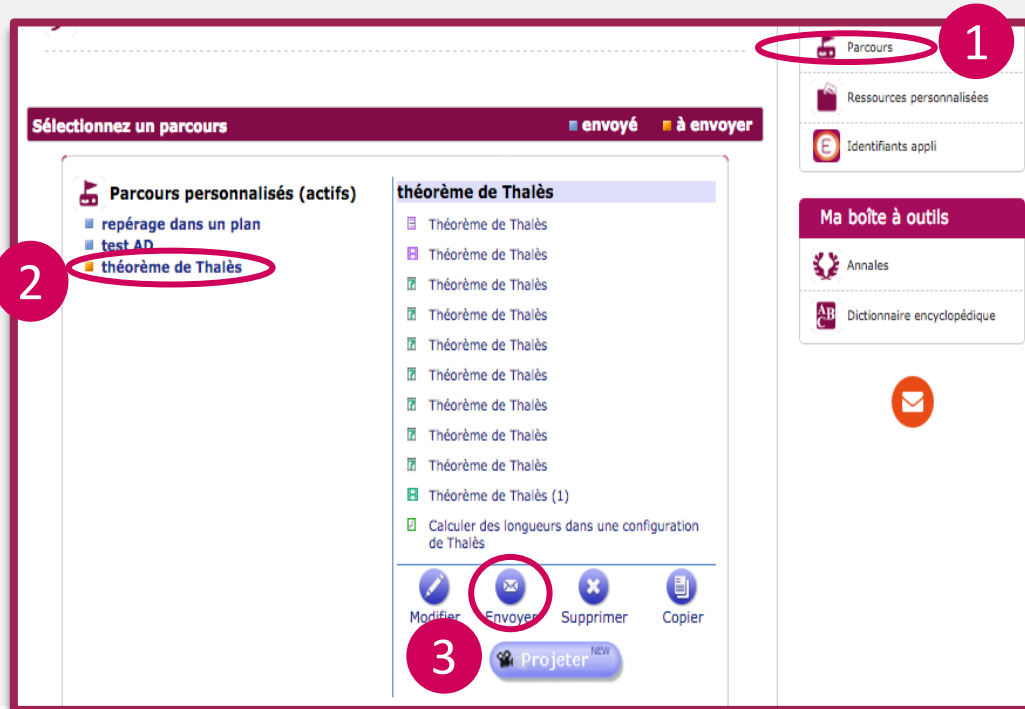 Sélectionnez un parcours
envoyé
à envoyer
Parcours personnalisés (actifs)
repérage dans un plan
test AD
théorème de Thalès
2
théorème de Thalès
Théorème de Thalès
Théorème de Thalès
Théorème de Thalès
Théorème de Thalès
Théorème de Thalès
Théorème de Thalès
Théorème de Thalès
Théorème de Thalès
Théorème de Thalès
Théorème de Thalès (1)
Calculer des longueurs dans une configuration
de Thalès
Modifier
Envoyer
Supprimer
Copier
3
Projeter NEW
Parcours
1
Ressources personnalisées
E
Identifiants appli
Ma boîte à outils
Annales
ABC
Dictionnaire encyclopédique